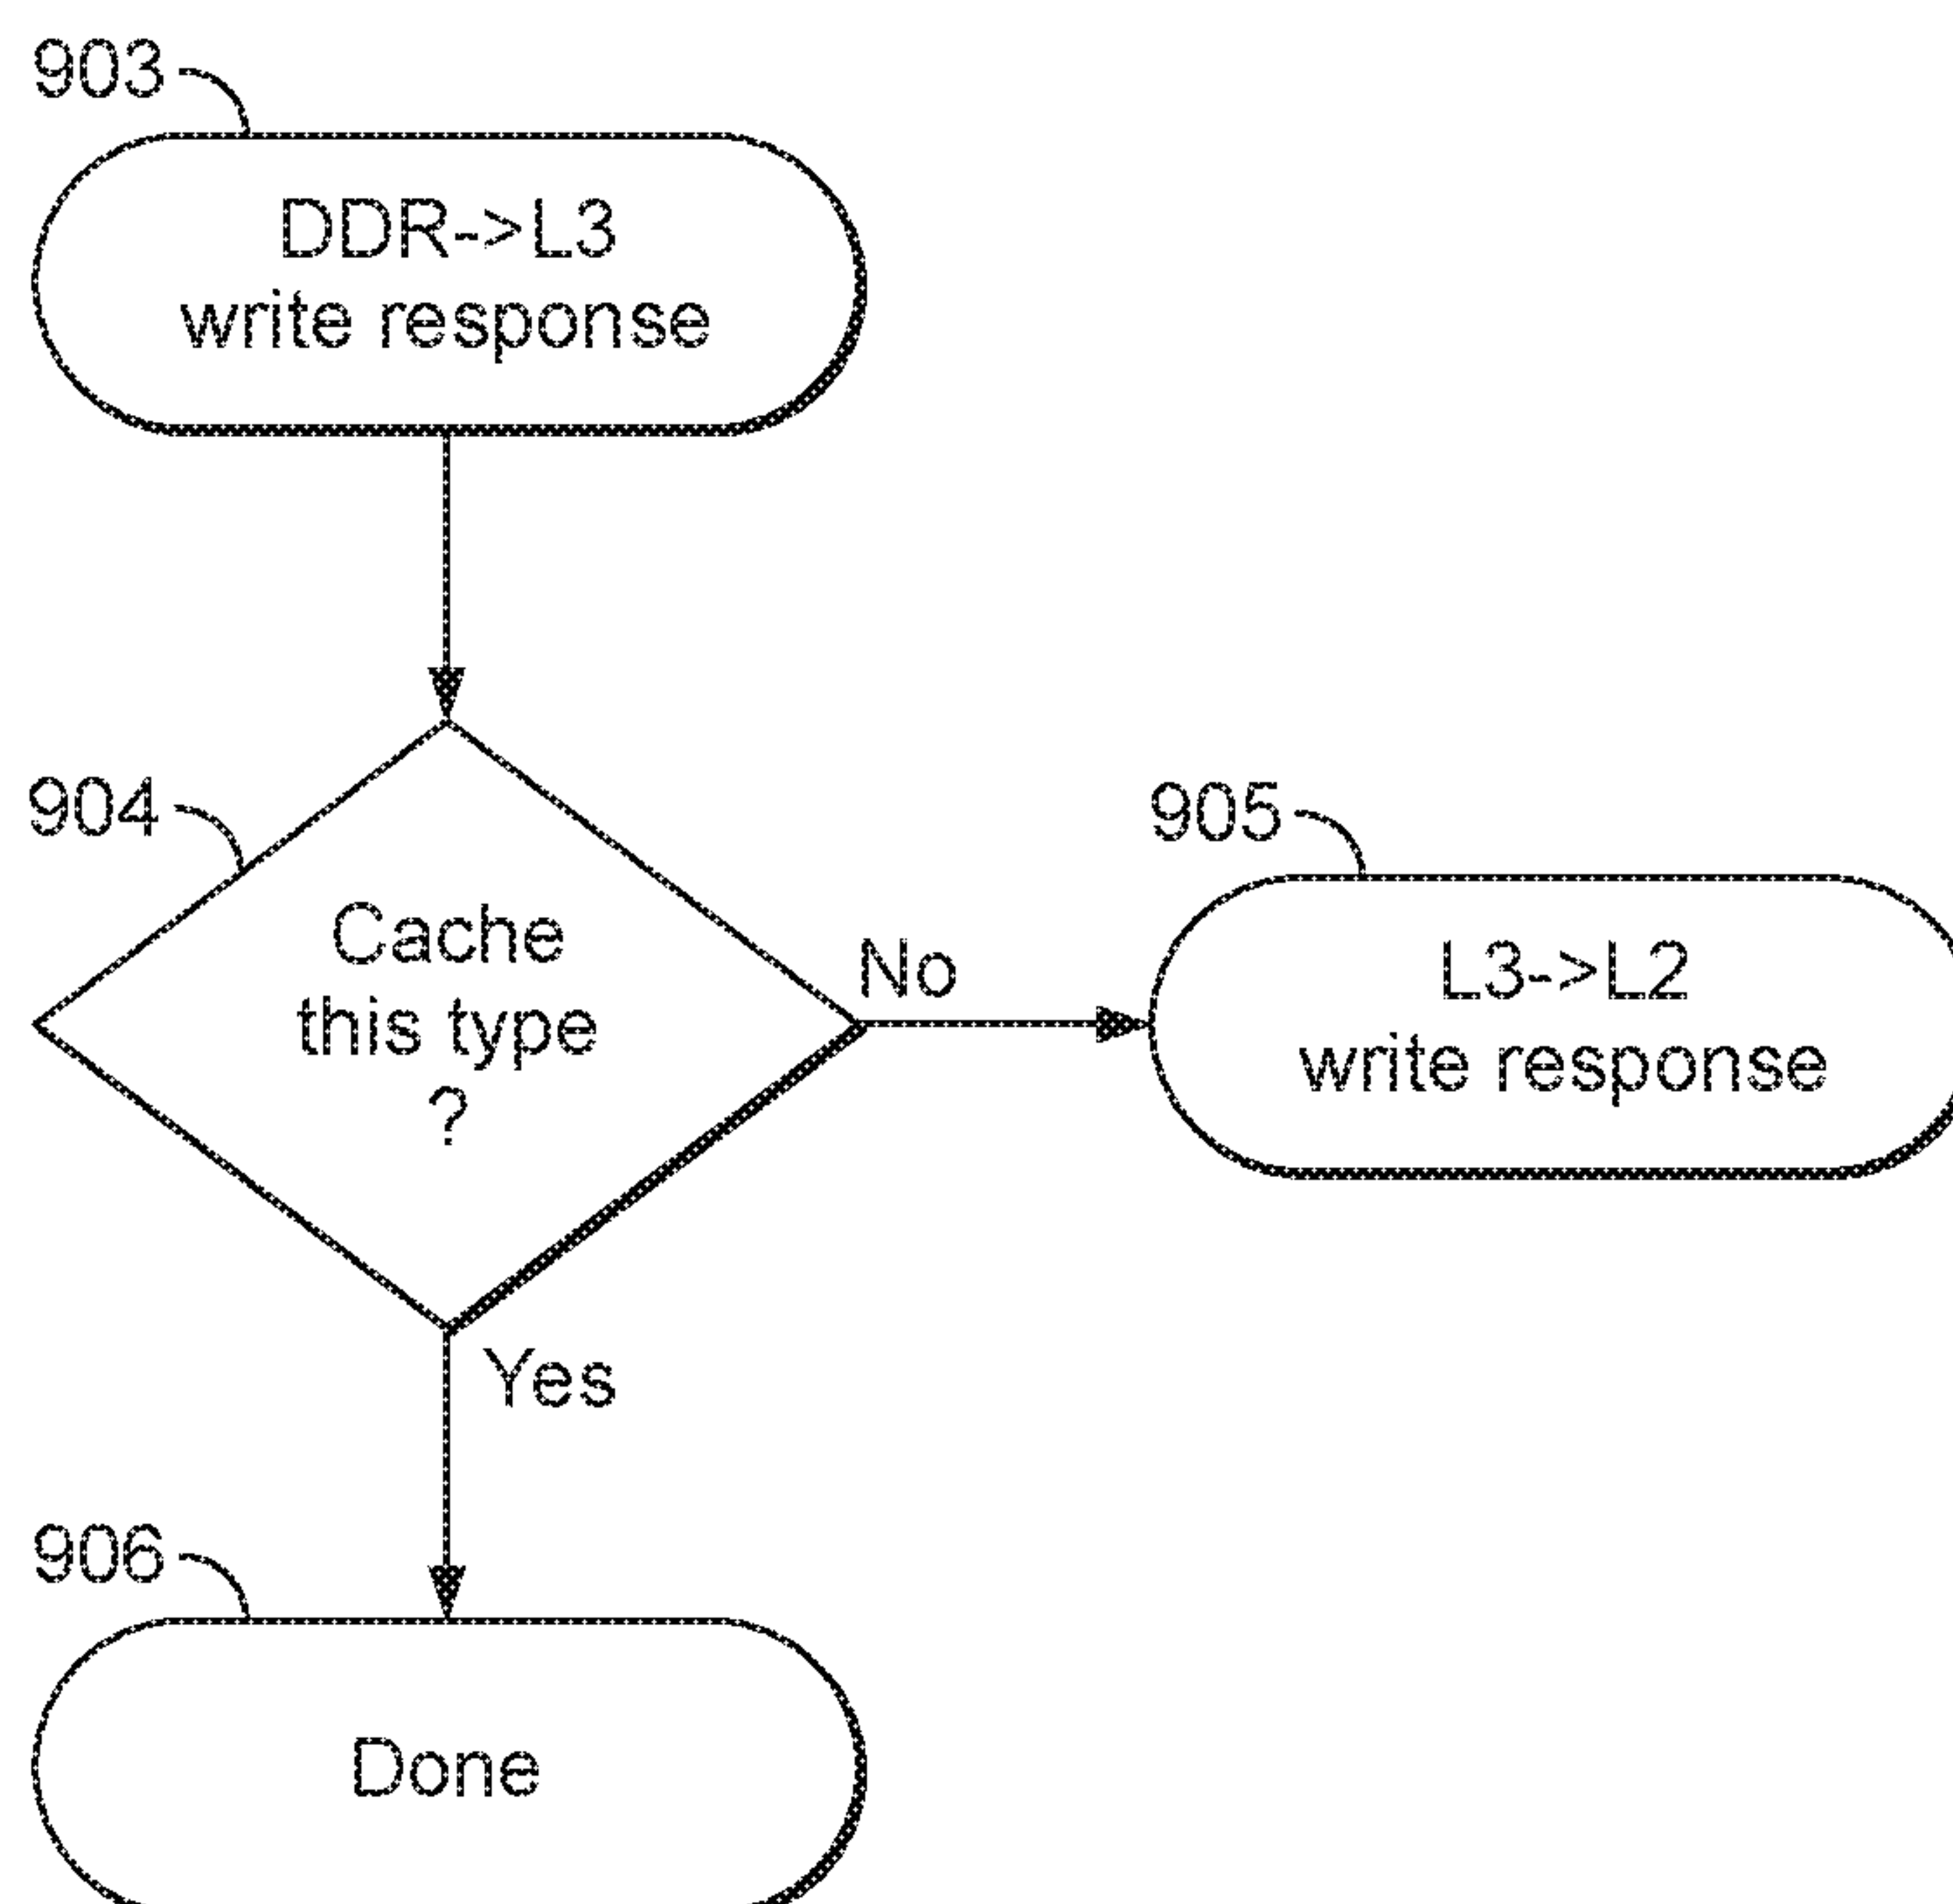 903
DDR->L3
write response
904
Cache
this type
?
No
905
L3->L2
write response
Yes
906
Done